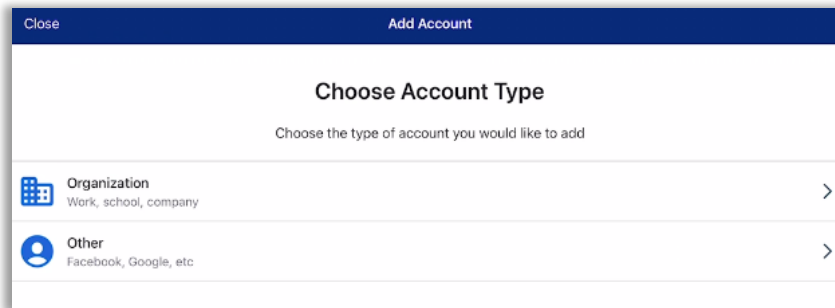 Close Add Account
Choose Account Type
Choose the type of account you would like to add
Organization
Work, school, company
Other
Facebook, Google, etc